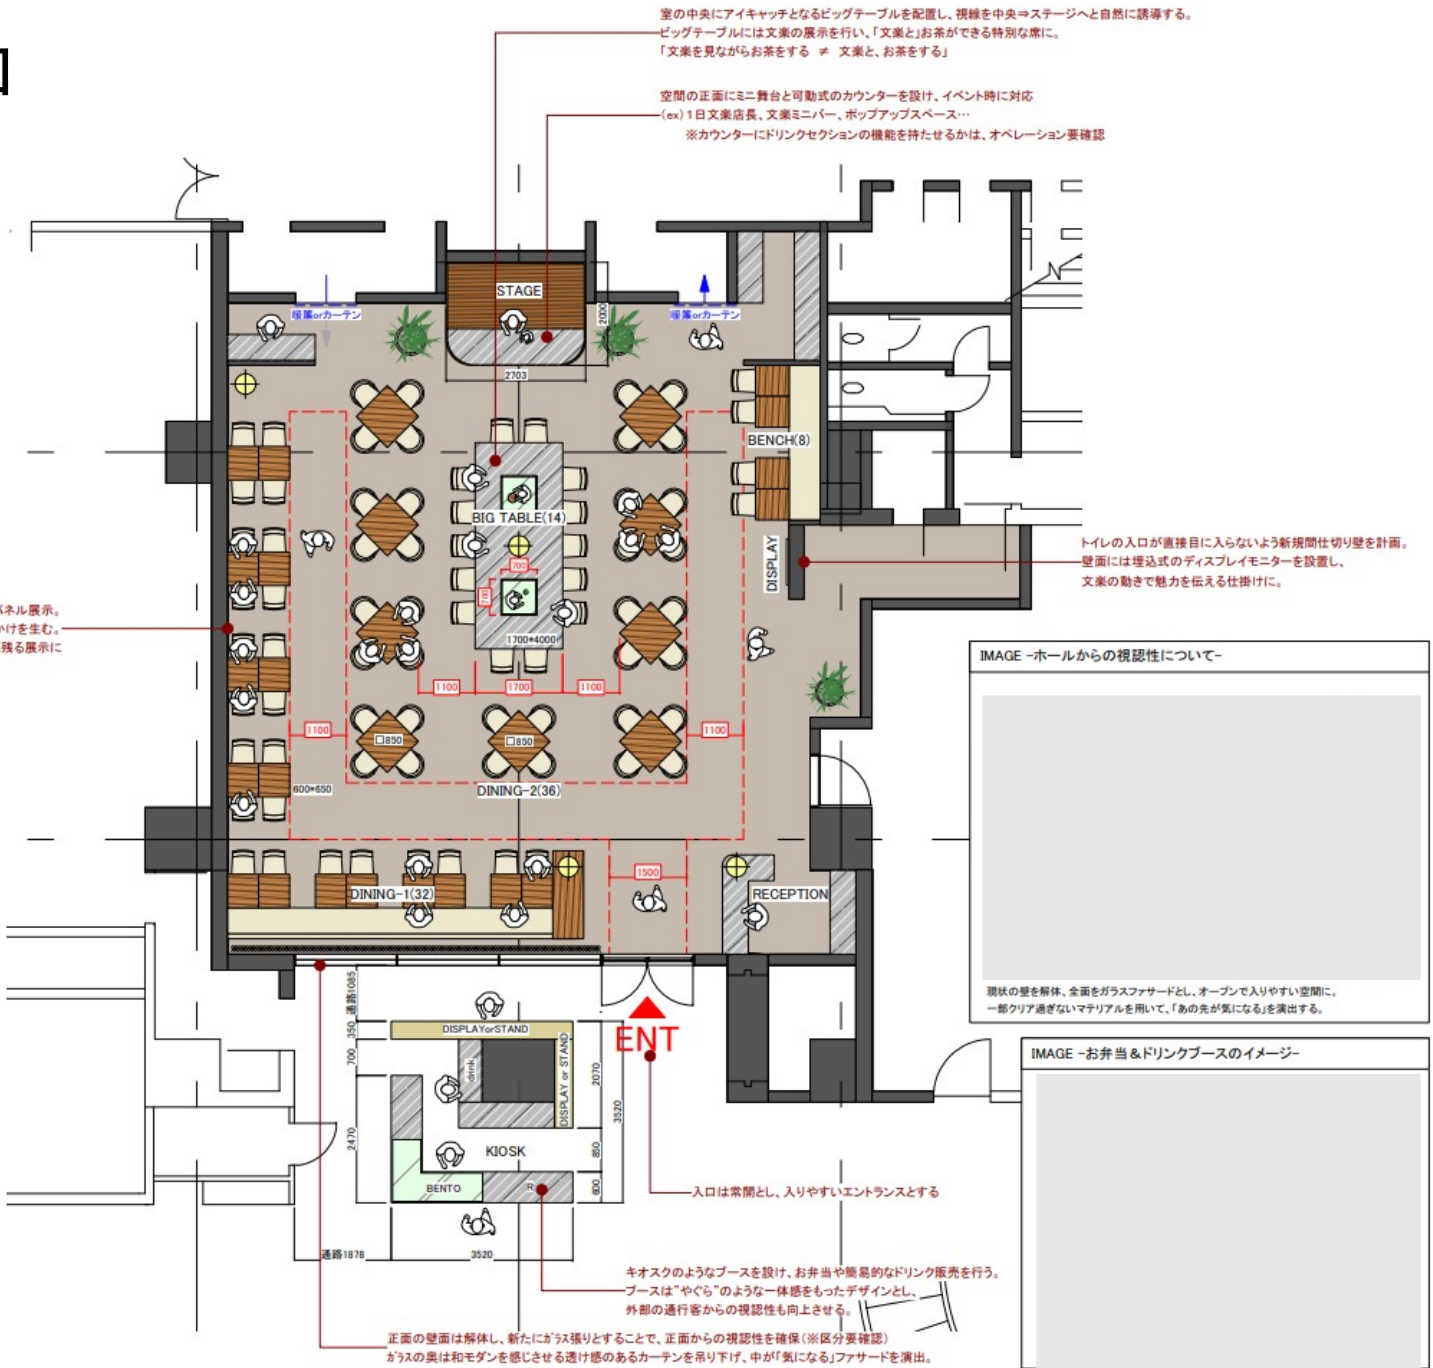 室の中央にアイキャッチとなるビッグテーブルを配置し、視線を中央⇒ステージへと自然に誘導する。
ビッグテーブルには文楽の展示を行い、「文楽と」お茶ができる特別な席に。
「文楽を見ながらお茶をする ≠ 文楽と、お茶をする」
空間の正面にミニ舞台と可動式のカウンターを設け、イベント時に対応
(ex)1日文楽店長、文楽ミニバー、ポップアップスペース…
※カウンターにドリンクセクションの機能を持たせるかは、オペレーション要確認
STAGE
暖簾orカーテン
暖簾orカーテン
2000
2703
BENCH(8)
BIG TABLE(14)
700
700
1700*4000
DISPLAY
トイレの入口が直接目に入らないよう新規間仕切り壁を計画。
壁面には埋込式のディスプレイモニターを設置し、
文楽の動きで魅力を伝える仕掛けに。
パネル展示。
かけを生む。
残る展示に
1100
1700
1100
1100
1100
□850
□850
600*650
DINING-2(36)
DINING-1(32)
1500
RECEPTION
IMAGE -ホールからの視認性について-
現状の壁を解体、全面をガラスファサードとし、オープンで入りやすい空間に。
一部クリア過ぎないマテリアルを用いて、「あの先が気になる」を演出する。
通路1085
350
700
2470
DISPLAYorSTAND
drink
DISPLAY or STAND
2070
3520
850
600
ENT
KIOSK
BENTO
R
通路1878
3520
IMAGE -お弁当&ドリンクブースのイメージ-
入口は常開とし、入りやすいエントランスとする
キオスクのようなブースを設け、お弁当や簡易的なドリンク販売を行う。
ブースは”やぐら”のような一体感をもったデザインとし、
外部の通行客からの視認性も向上させる。
正面の壁面は解体し、新たにガラス張りとすることで、正面からの視認性を確保(※区分要確認)
ガラスの奥は和モダンを感じさせる透け感のあるカーテンを吊り下げ、中が「気になる」ファサードを演出。